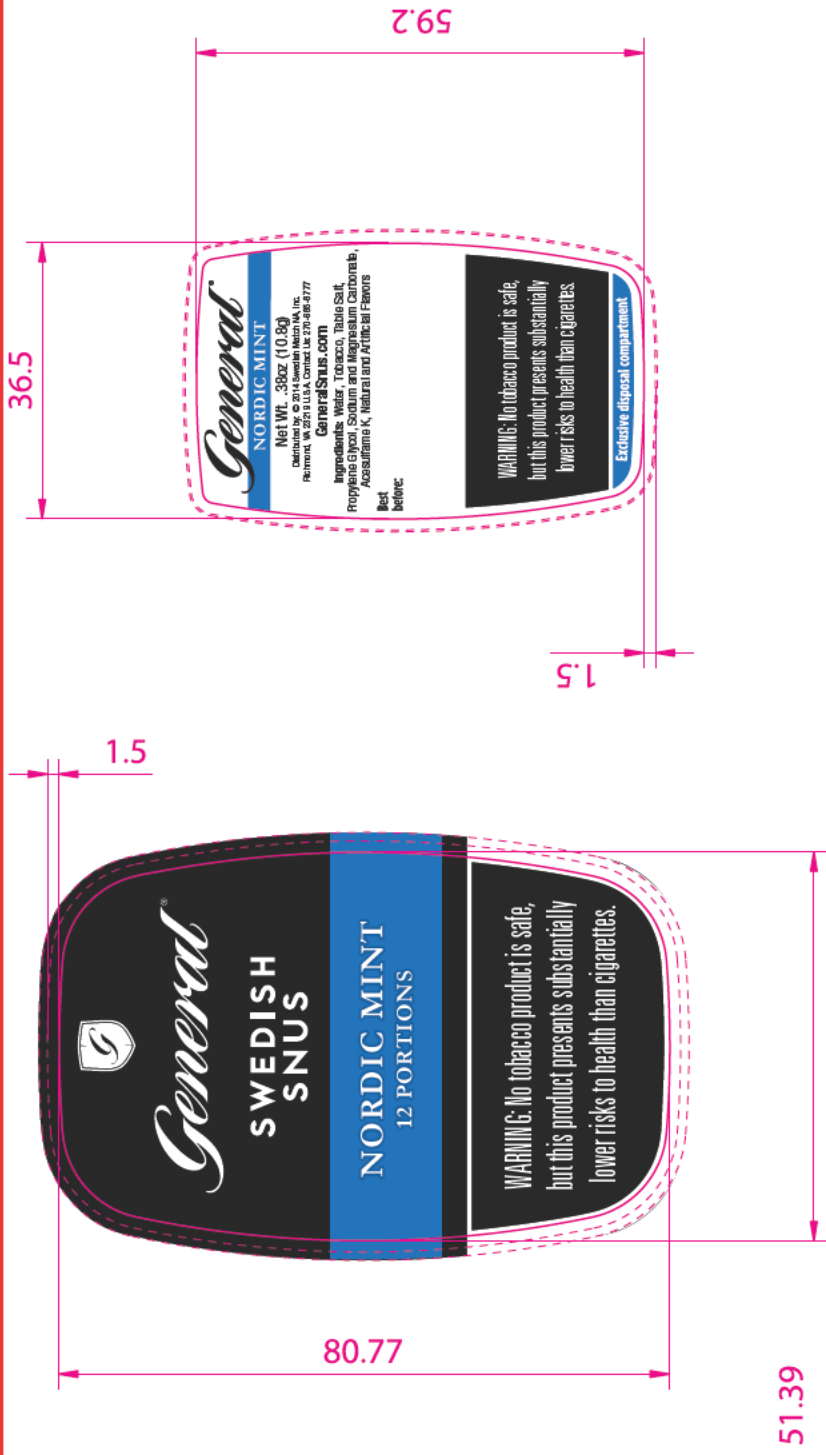 G
General®
SWEDISH
SNUS
NORDIC MINT
12 PORTIONS
WARNING: No tobacco product is safe,
but this product presents substantially
lower risks to health than cigarettes.
1.5
80.77
51.39
General
NORDIC MINT
Net Wt. .38oz (10.8g)
Distributed by: © 2014 Swedish Match NA, Inc.
Richmond, VA 23219 U.S.A. Contact Us: 270-685-8777
GeneralSnus.com
Ingredients: Water, Tobacco, Table Salt,
Propylene Glycol, Sodium and Magnesium Carbonate,
Acesulfame K, Natural and Artificial Flavors
Best
before:
WARNING: No tobacco product is safe,
but this product presents substantially
lower risks to health than cigarettes.
Exclusive disposal compartment
36.5
59.2
1.5